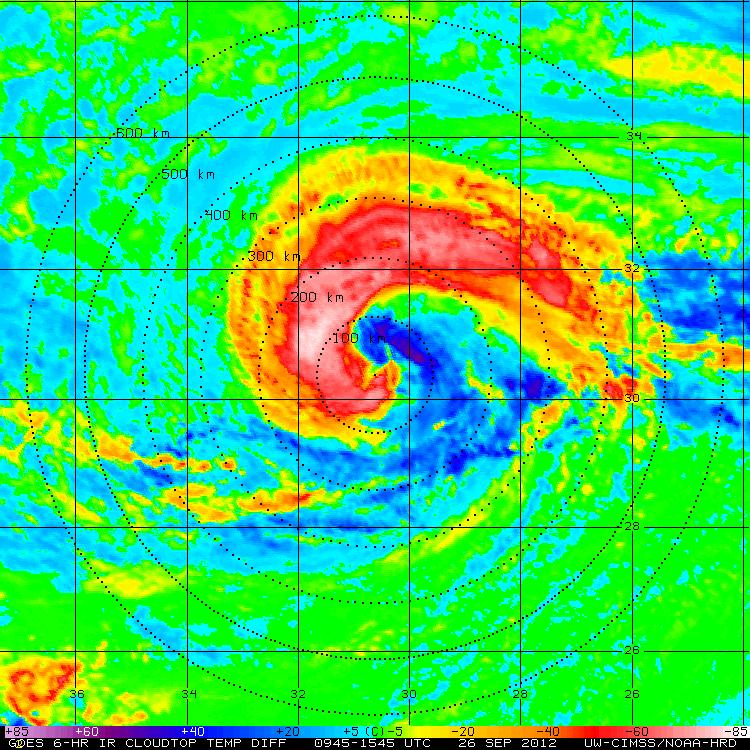 600 km
34
500 km
400 km
300 km
32
200 km
100 km
30
28
26
36 34 32 30 28 26
+85 +60 +40 +20 +5 (C) -5 -20 -40 -60 -85
GOES 6-HR IR CLOUDTOP TEMP DIFF 0945-1545 UTC 26 SEP 2012 UW-CIMSS/NOAA HRD